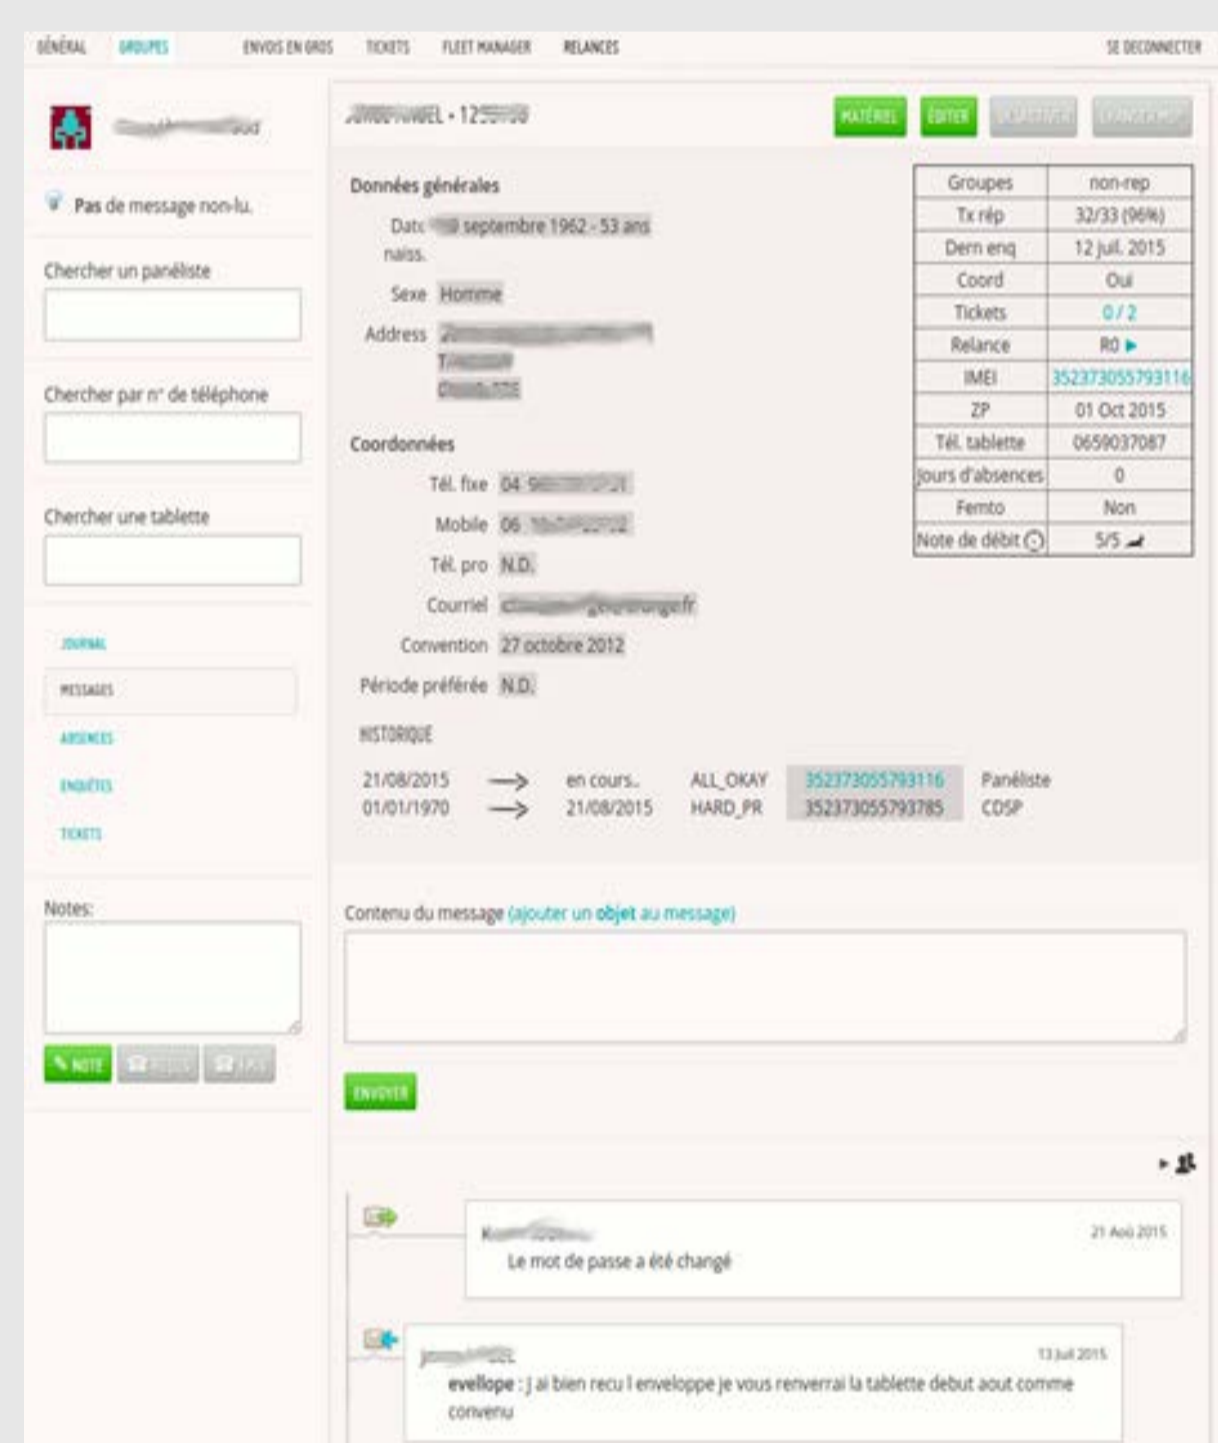 GÉNÉRAL GROUPES ENVOIS EN GROS TICKETS FLEET MANAGER RELANCES SE DECONNECTER
MATÉRIEL ÉDITER
Pas de message non-lu.
Chercher un panéliste
Chercher par n° de téléphone
Chercher une tablette
JOURNAL
MESSAGES
ABSENCES
ENQUÊTES
TICKETS
Notes:
NOTE
Données générales
septembre 1962 - 53 ans
naiss.
Sexe Homme
Address
Coordonnées
Tél. fixe 04
Mobile 06
Tél. pro N.D.
Courriel
Convention 27 octobre 2012
Période préférée N.D.
Groupes non-rep
Tx rép 32/33 (96%)
Dern enq 12 juil. 2015
Coord Oui
Tickets 0 / 2
Relance R0
IMEI 352373055793116
ZP 01 Oct 2015
Tél. tablette 0659037087
Jours d'absences 0
Femto Non
Note de débit 5/5
HISTORIQUE
21/08/2015 → en cours.. ALL_OKAY 352373055793116 Panéliste
01/01/1970 → 21/08/2015 HARD_PR 352373055793785 COSP
Contenu du message (ajouter un objet au message)
ENVOYER
21 Aoû 2015
Le mot de passe a été changé
13 Juil 2015
evellope : j ai bien recu l enveloppe je vous renverrai la tablette debut aout comme
convenu